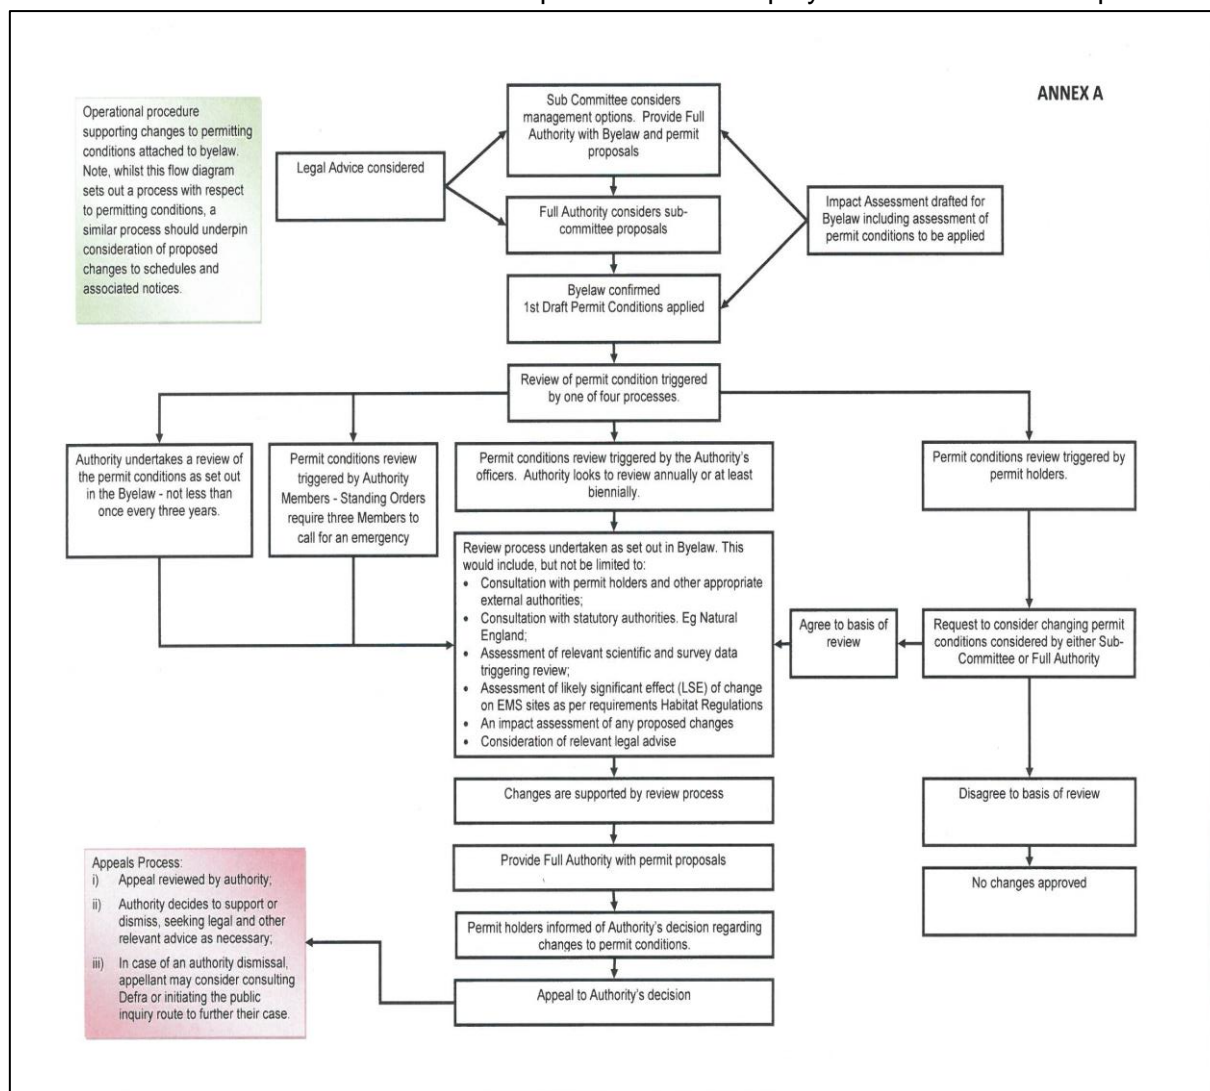 ANNEX A
Operational procedure
supporting changes to permitting
conditions attached to byelaw.
Note, whilst this flow diagram
sets out a process with respect
to permitting conditions, a
similar process should underpin
consideration of proposed
changes to schedules and
associated notices.
Sub Committee considers
management options. Provide Full
Authority with Byelaw and permit
proposals
Legal Advice considered
Full Authority considers sub-
committee proposals
Impact Assessment drafted for
Byelaw including assessment of
permit conditions to be applied
Byelaw confirmed
1st Draft Permit Conditions applied
Review of permit condition triggered
by one of four processes.
Authority undertakes a review of
the permit conditions as set out
in the Byelaw - not less than
once every three years.
Permit conditions review
triggered by Authority
Members - Standing Orders
require three Members to
call for an emergency
Permit conditions review triggered by the Authority's
officers. Authority looks to review annually or at least
biennially.
Permit conditions review triggered by
permit holders.
Review process undertaken as set out in Byelaw. This
would include, but not be limited to:
• Consultation with permit holders and other appropriate
external authorities;
• Consultation with statutory authorities. Eg Natural
England;
• Assessment of relevant scientific and survey data
triggering review;
• Assessment of likely significant effect (LSE) of change
on EMS sites as per requirements Habitat Regulations
• An impact assessment of any proposed changes
• Consideration of relevant legal advise
Agree to basis of
review
Request to consider changing permit
conditions considered by either Sub-
Committee or Full Authority
Changes are supported by review process
Disagree to basis of review
Provide Full Authority with permit proposals
No changes approved
Permit holders informed of Authority's decision regarding
changes to permit conditions.
Appeal to Authority's decision
Appeals Process:
i) Appeal reviewed by authority;
ii) Authority decides to support or
dismiss, seeking legal and other
relevant advice as necessary;
iii) In case of an authority dismissal,
appellant may consider consulting
Defra or initiating the public
inquiry route to further their case.